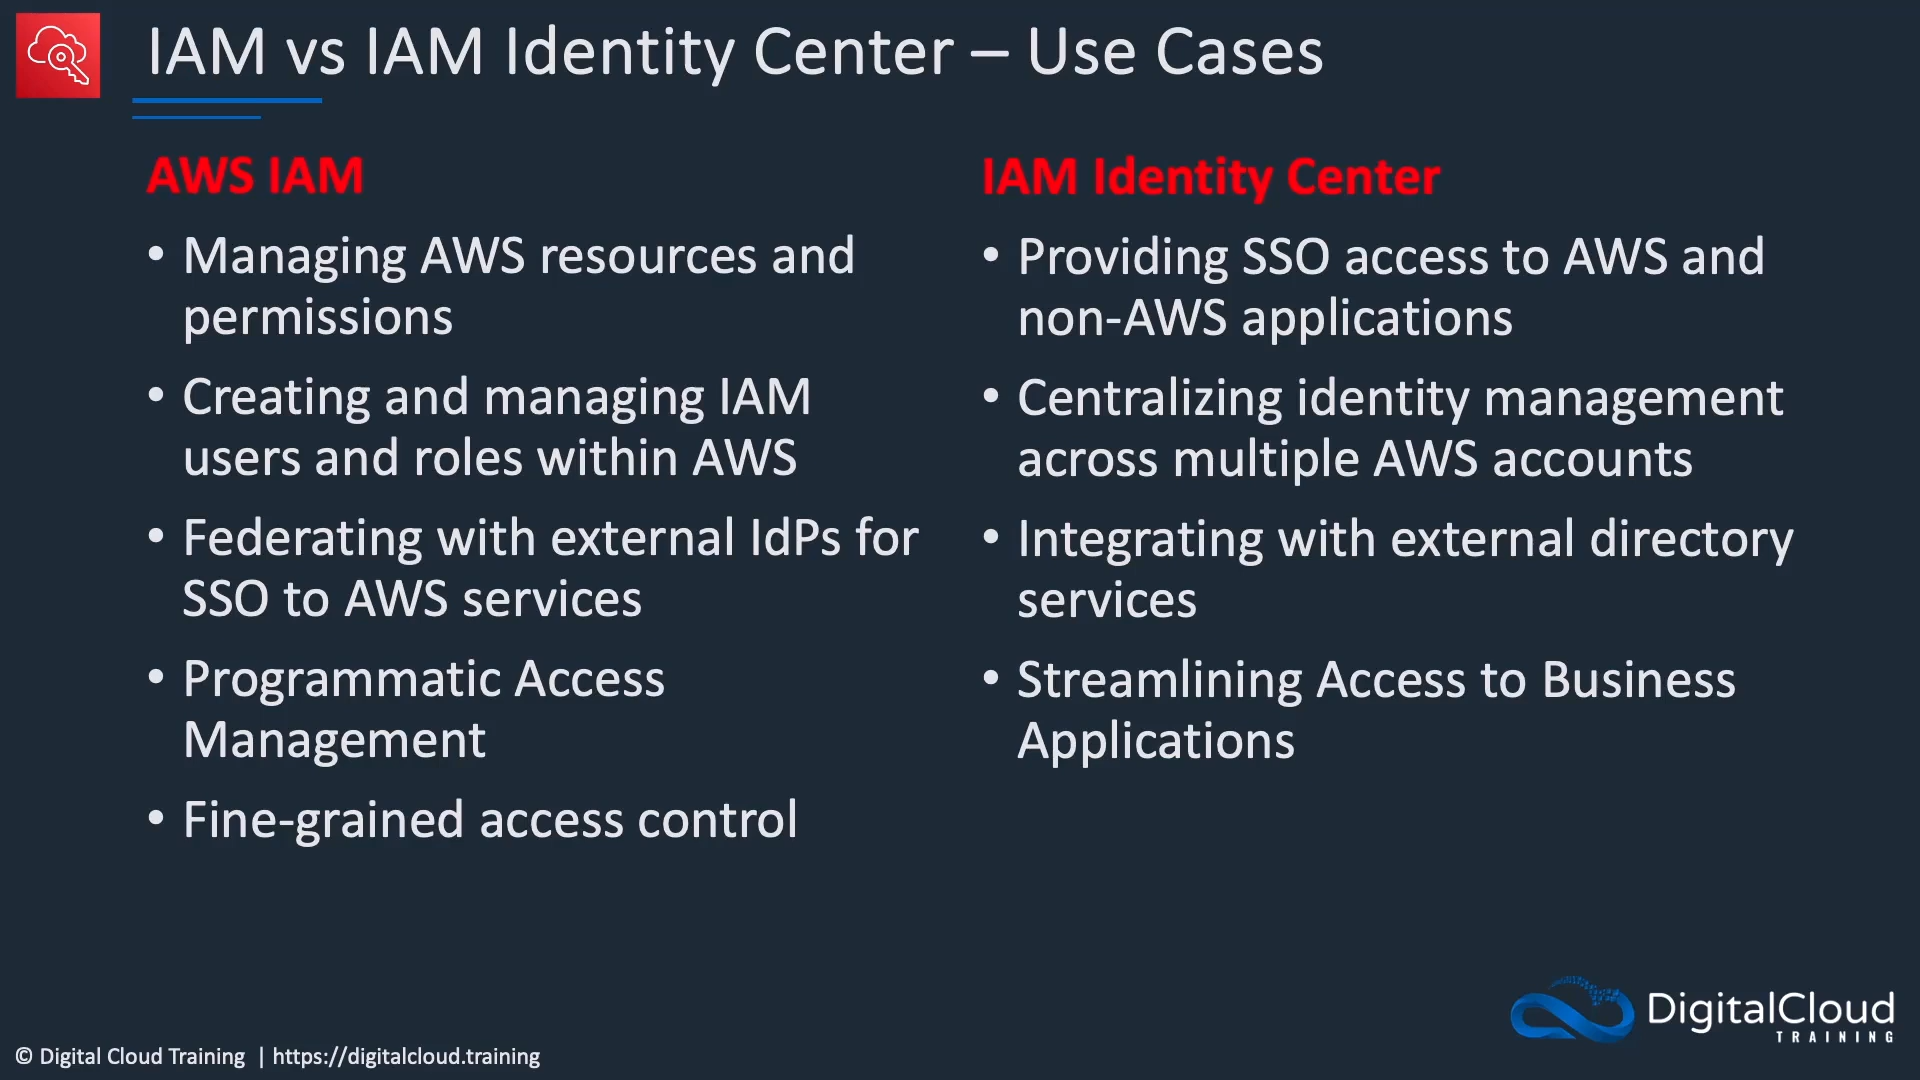 IAM vs IAM Identity Center – Use Cases
AWS IAM
• Managing AWS resources and
permissions
• Creating and managing IAM
users and roles within AWS
• Federating with external IdPs for
SSO to AWS services
• Programmatic Access
Management
• Fine-grained access control
IAM Identity Center
• Providing SSO access to AWS and
non-AWS applications
• Centralizing identity management
across multiple AWS accounts
• Integrating with external directory
services
• Streamlining Access to Business
Applications
DigitalCloud
TRAINING
© Digital Cloud Training | https://digitalcloud.training